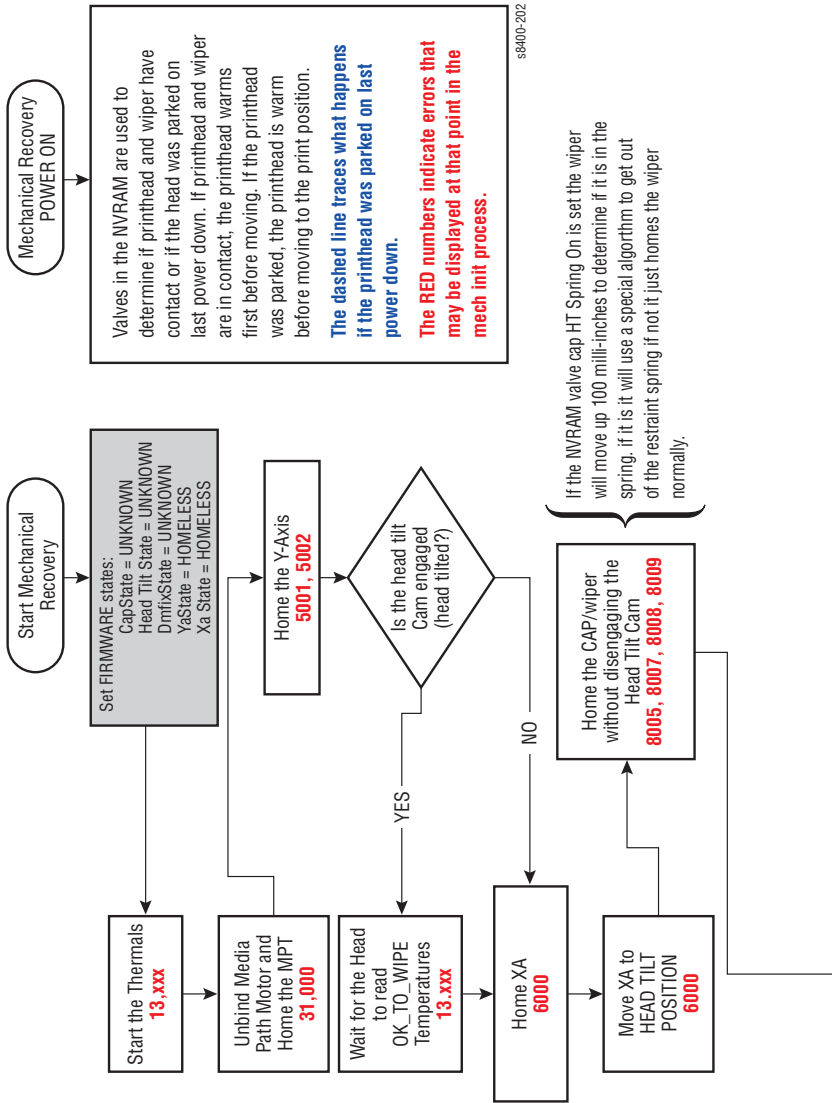 Mechanical Recovery
POWER ON
Valves in the NVRAM are used to
determine if printhead and wiper have
contact or if the head was parked on
last power down. If printhead and wiper
are in contact, the printhead warms
first before moving. If the printhead
was parked, the printhead is warm
before moving to the print position.
The dashed line traces what happens
if the printhead was parked on last
power down.
The RED numbers indicate errors that
may be displayed at that point in the
mech init process.
s8400-202
Start Mechanical
Recovery
Set FIRMWARE states:
CapState = UNKNOWN
Head Tilt State = UNKNOWN
DmfixState = UNKNOWN
YaState = HOMELESS
Xa State = HOMELESS
Start the Thermals
13,xxx
Unbind Media
Path Motor and
Home the MPT
31,000
Home the Y-Axis
5001, 5002
Is the head tilt
Cam engaged
(head tilted?)
YES
NO
Wait for the Head
to read
OK_TO_WIPE
Temperatures
13.xxx
Home XA
6000
Move XA to
HEAD TILT
POSITION
6000
Home the CAP/wiper
without disengaging the
Head Tilt Cam
8005, 8007, 8008, 8009
If the NVRAM valve cap HT Spring On is set the wiper
will move up 100 milli-inches to determine if it is in the
spring. if it is it will use a special algorthm to get out
of the restraint spring if not it just homes the wiper
normally.